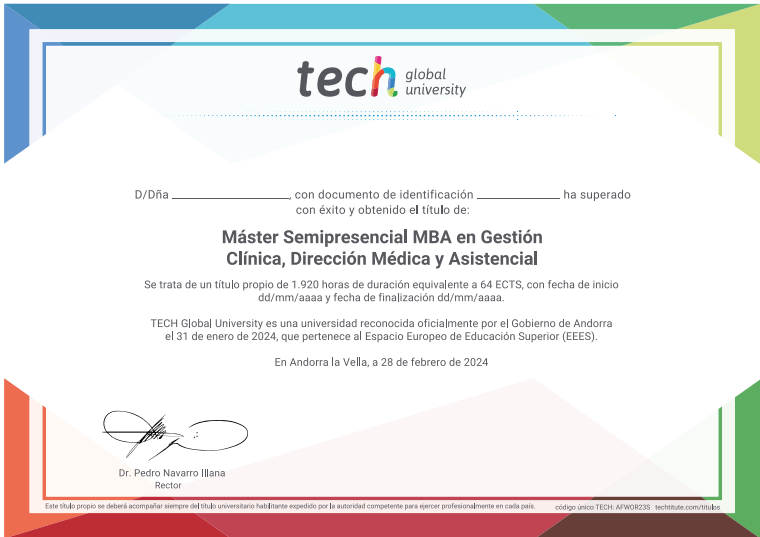 tech global
university
D/Dña ____________________, con documento de identificación ______________ ha superado
con éxito y obtenido el título de:
Máster Semipresencial MBA en Gestión
Clínica, Dirección Médica y Asistencial
Se trata de un título propio de 1.920 horas de duración equivalente a 64 ECTS, con fecha de inicio
dd/mm/aaaa y fecha de finalización dd/mm/aaaa.
TECH Global University es una universidad reconocida oficialmente por el Gobierno de Andorra
el 31 de enero de 2024, que pertenece al Espacio Europeo de Educación Superior (EEES).
En Andorra la Vella, a 28 de febrero de 2024
Dr. Pedro Navarro Illana
Rector
Este título propio se deberá acompañar siempre del título universitario habilitante expedido por la autoridad competente para ejercer profesionalmente en cada país. código único TECH: AFWOR23S techtitute.com/titulos